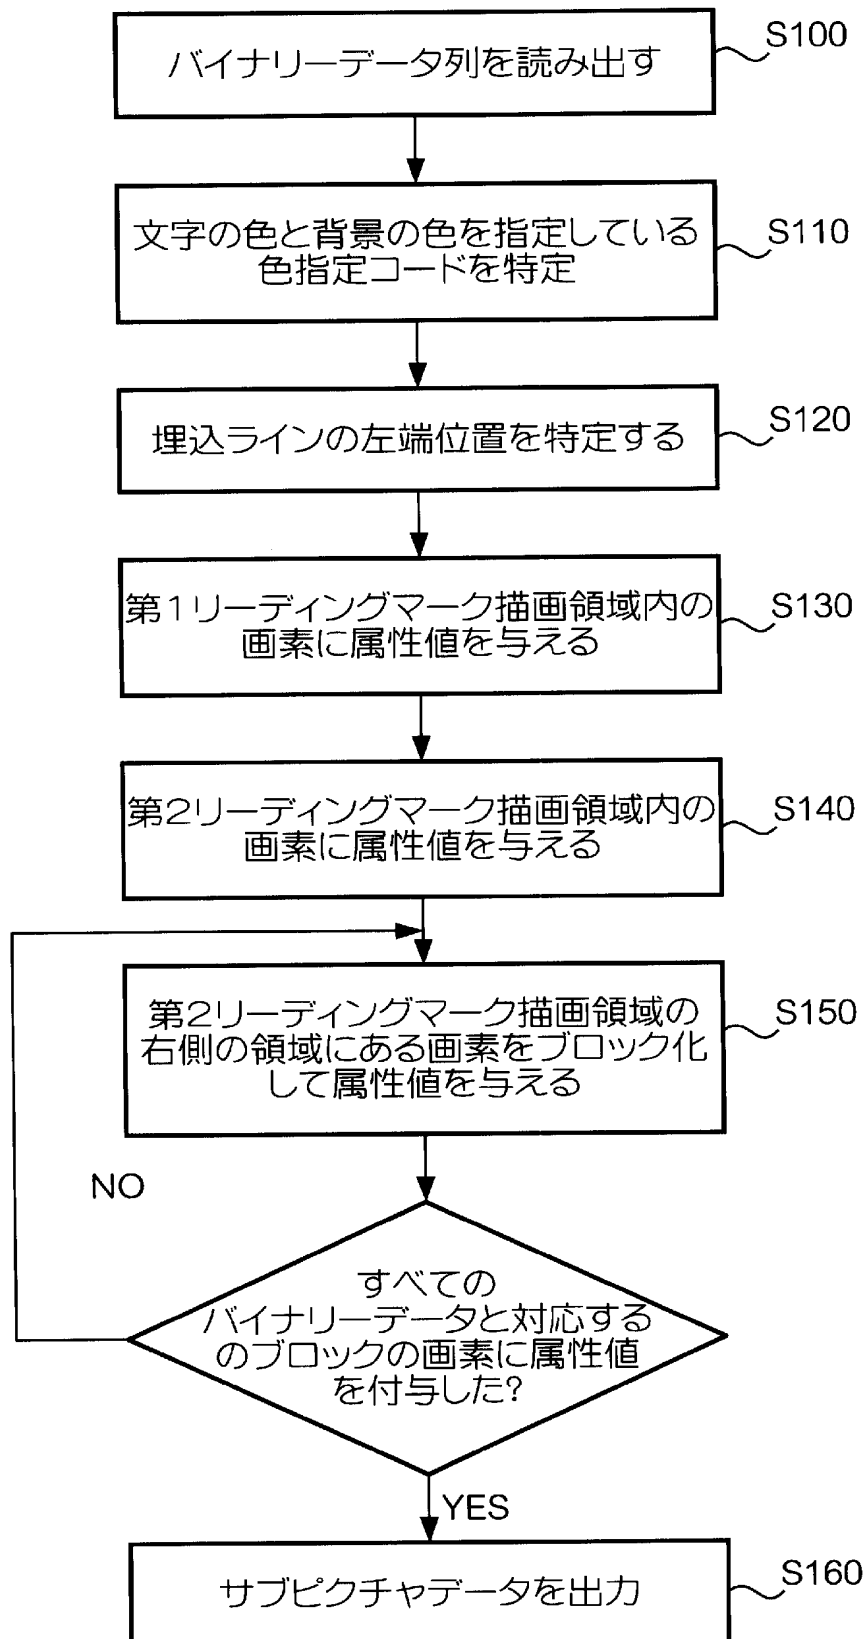 バイナリーデータ列を読み出す
S100
文字の色と背景の色を指定している
色指定コードを特定
S110
埋込ラインの左端位置を特定する
S120
第1リーディングマーク描画領域内の
画素に属性値を与える
S130
第2リーディングマーク描画領域内の
画素に属性値を与える
S140
第2リーディングマーク描画領域の
右側の領域にある画素をブロック化
して属性値を与える
S150
NO
すべての
バイナリーデータと対応する
のブロックの画素に属性値
を付与した?
YES
サブピクチャデータを出力
S160